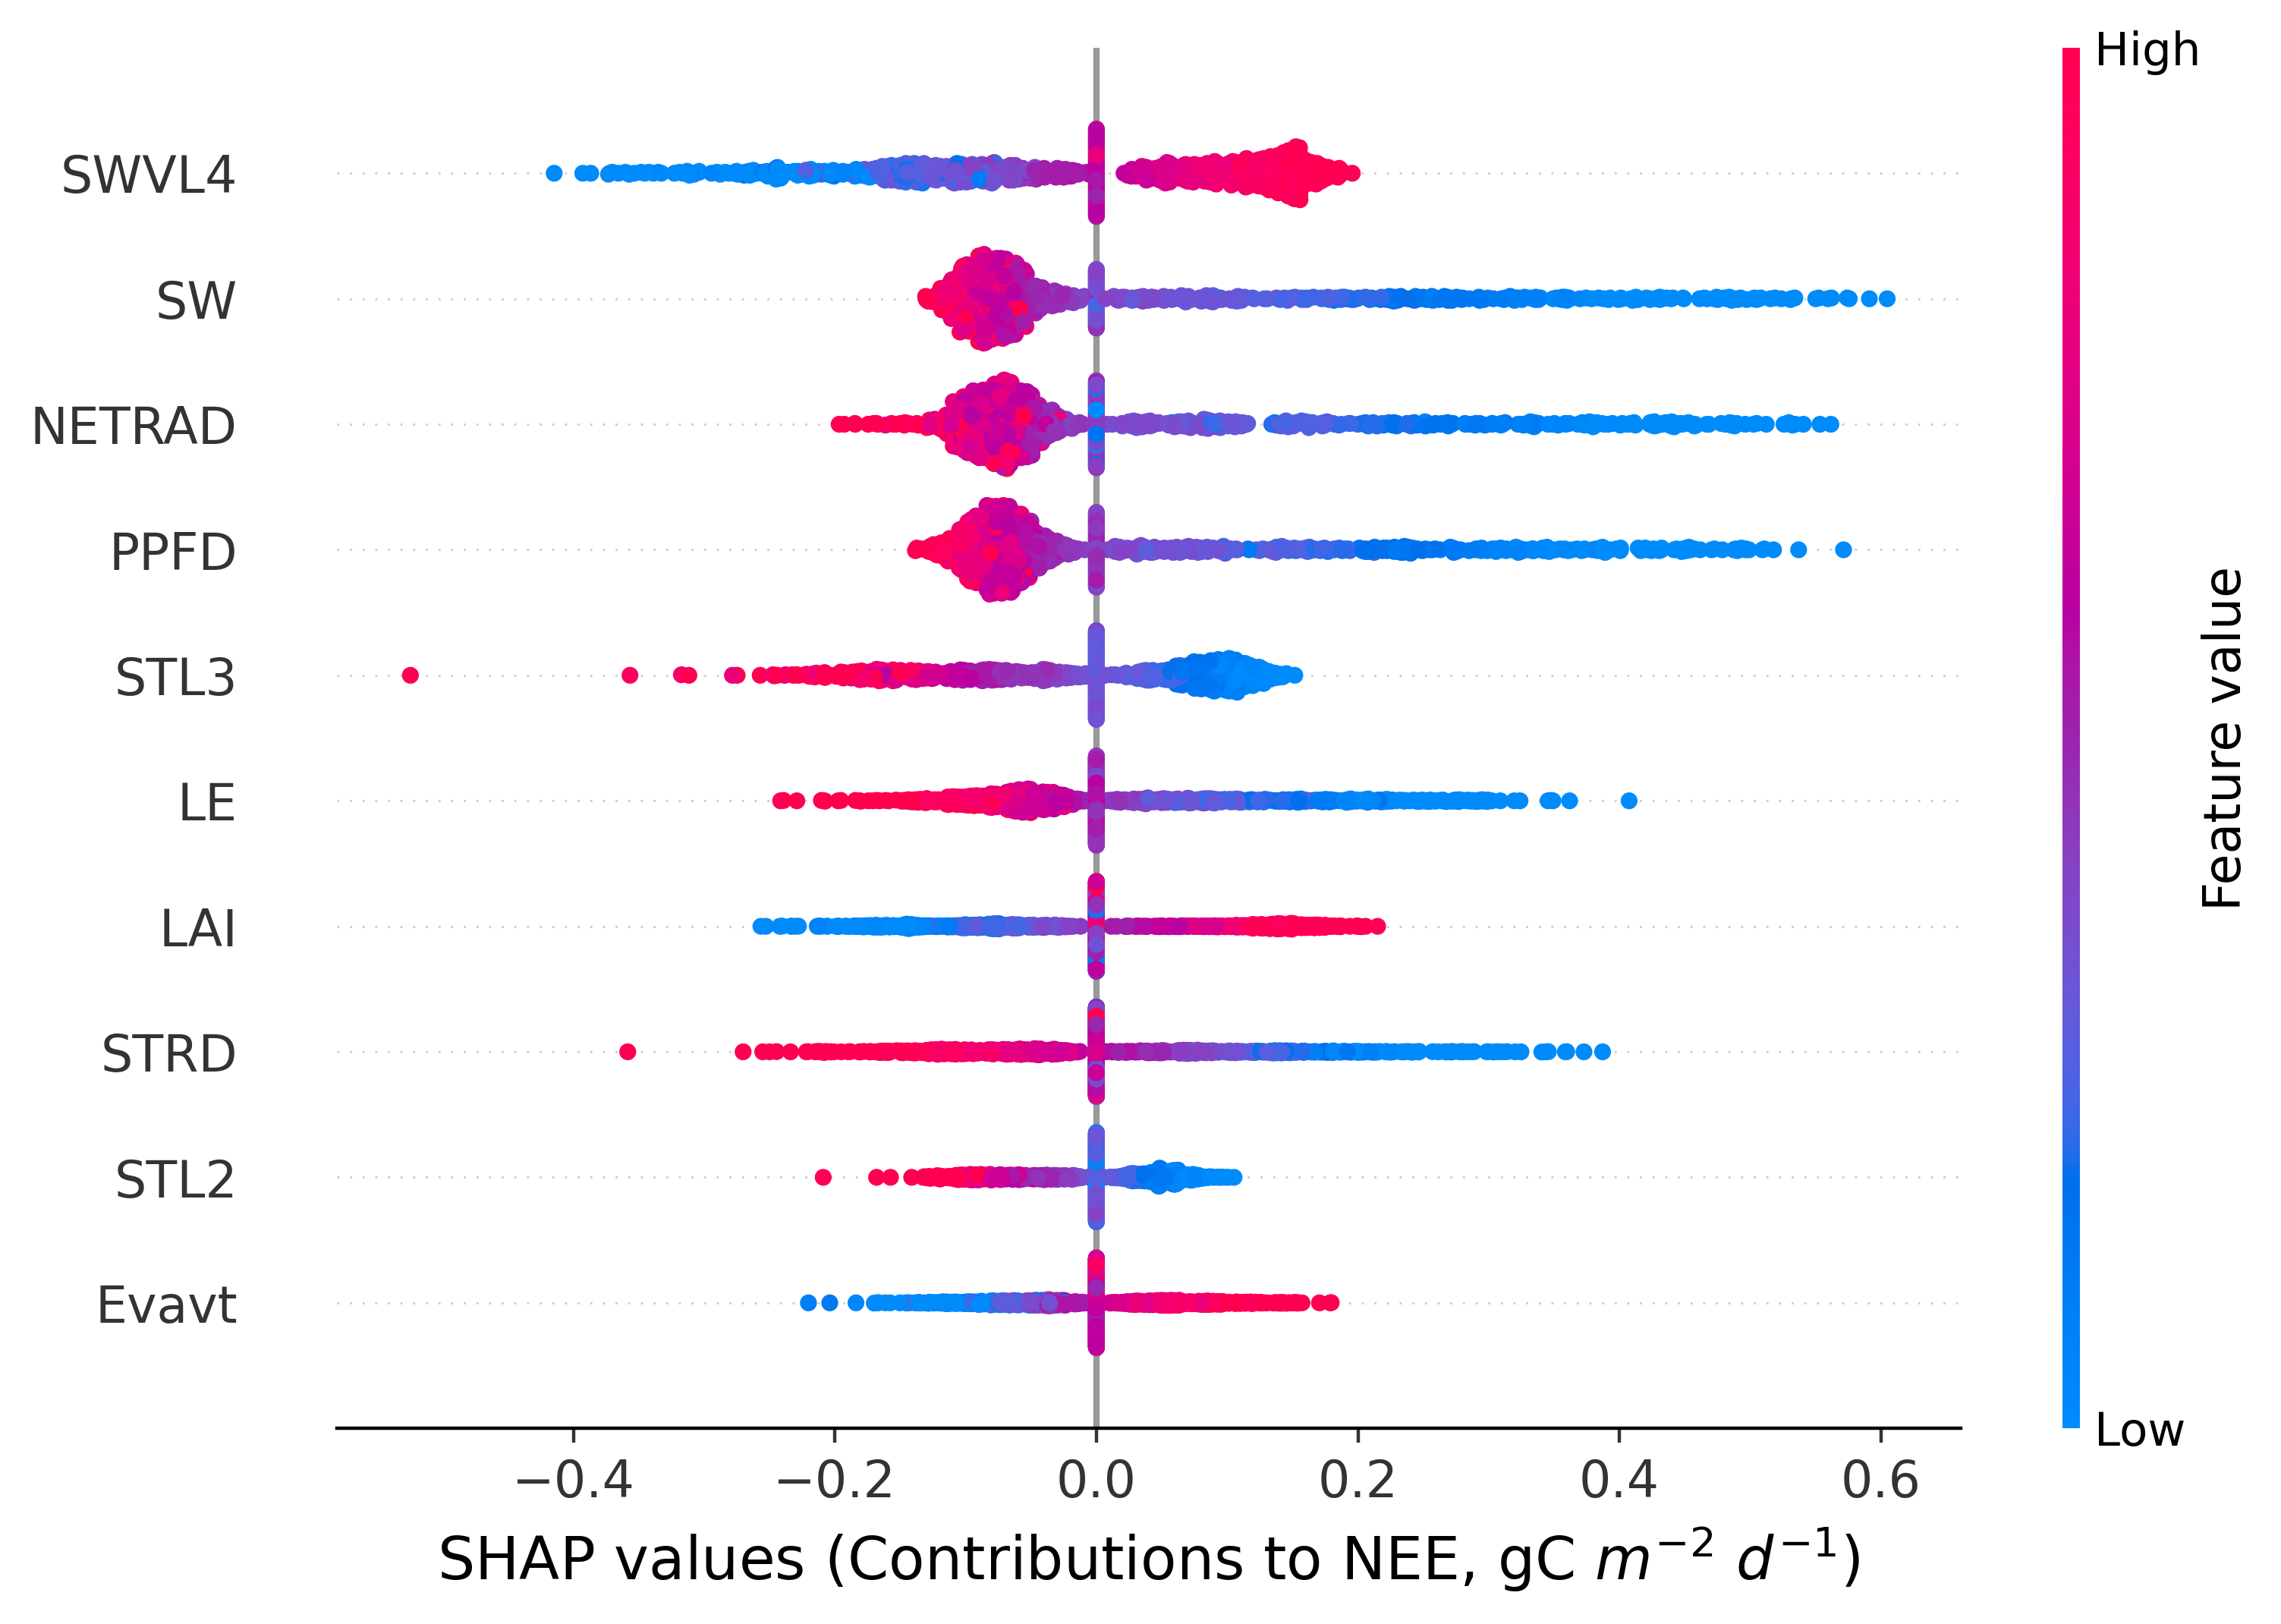 High
SWVL4
SW
NETRAD
PPFD
STL3
LE
LAI
STRD
STL2
Evavt
Feature value
Low
−0.4 −0.2 0.0 0.2 0.4 0.6
SHAP values (Contributions to NEE, gC m⁻² d⁻¹)